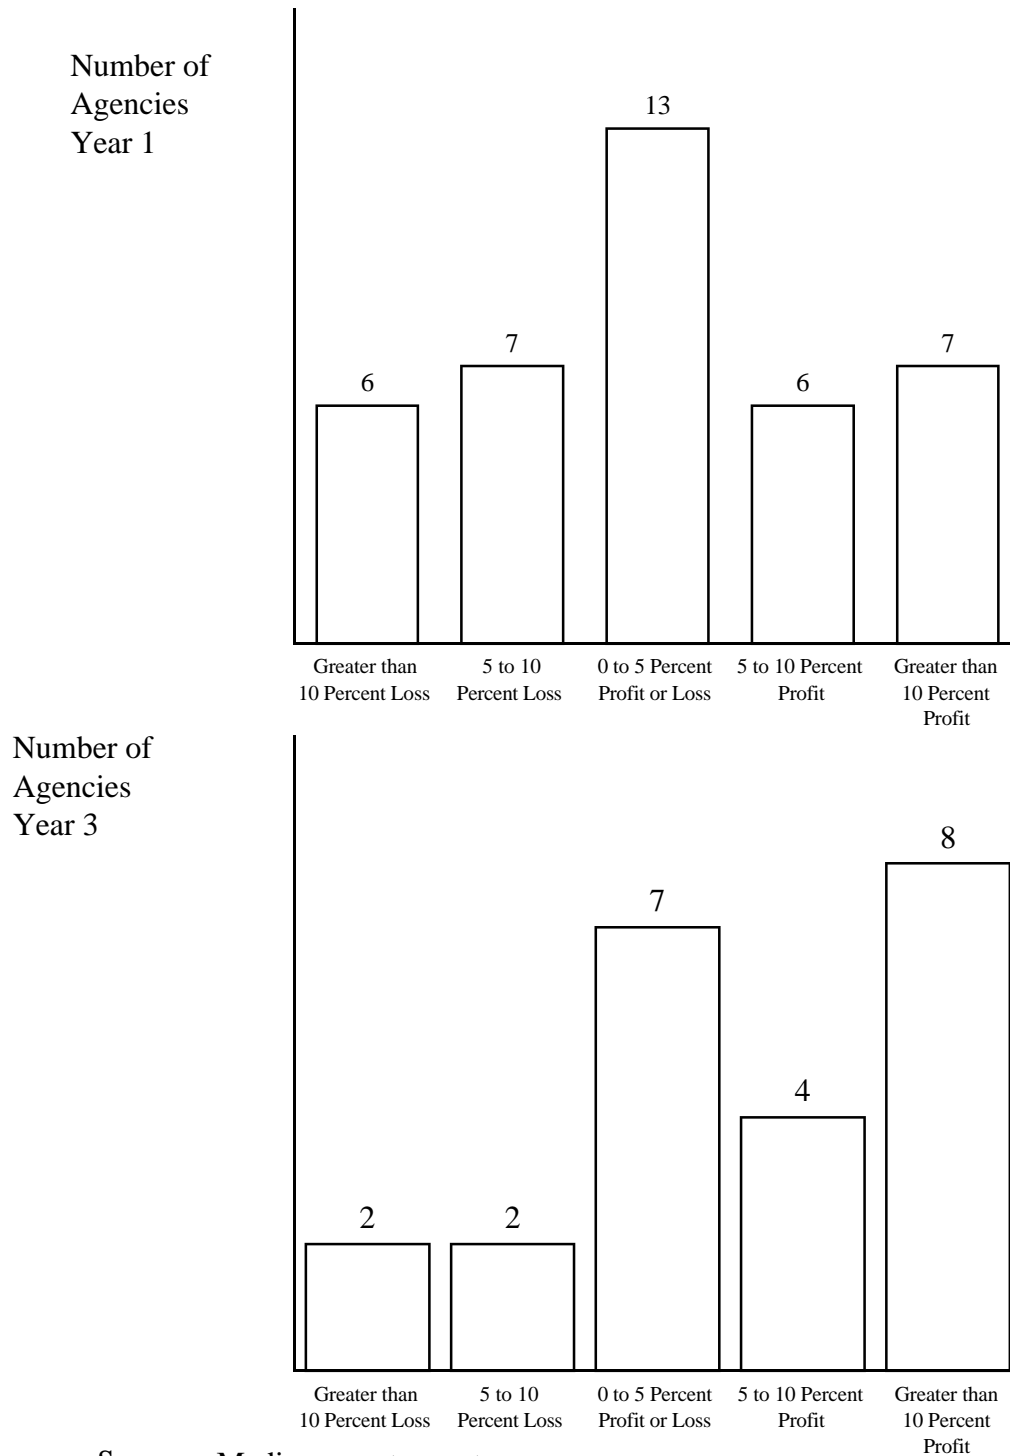 Number of
Agencies
Year 1
13
7
7
6
6
Greater than
10 Percent Loss
5 to 10
Percent Loss
0 to 5 Percent
Profit or Loss
5 to 10 Percent
Profit
Greater than
10 Percent
Profit
Number of
Agencies
Year 3
8
7
4
2
2
Greater than
10 Percent Loss
5 to 10
Percent Loss
0 to 5 Percent
Profit or Loss
5 to 10 Percent
Profit
Greater than
10 Percent
Profit